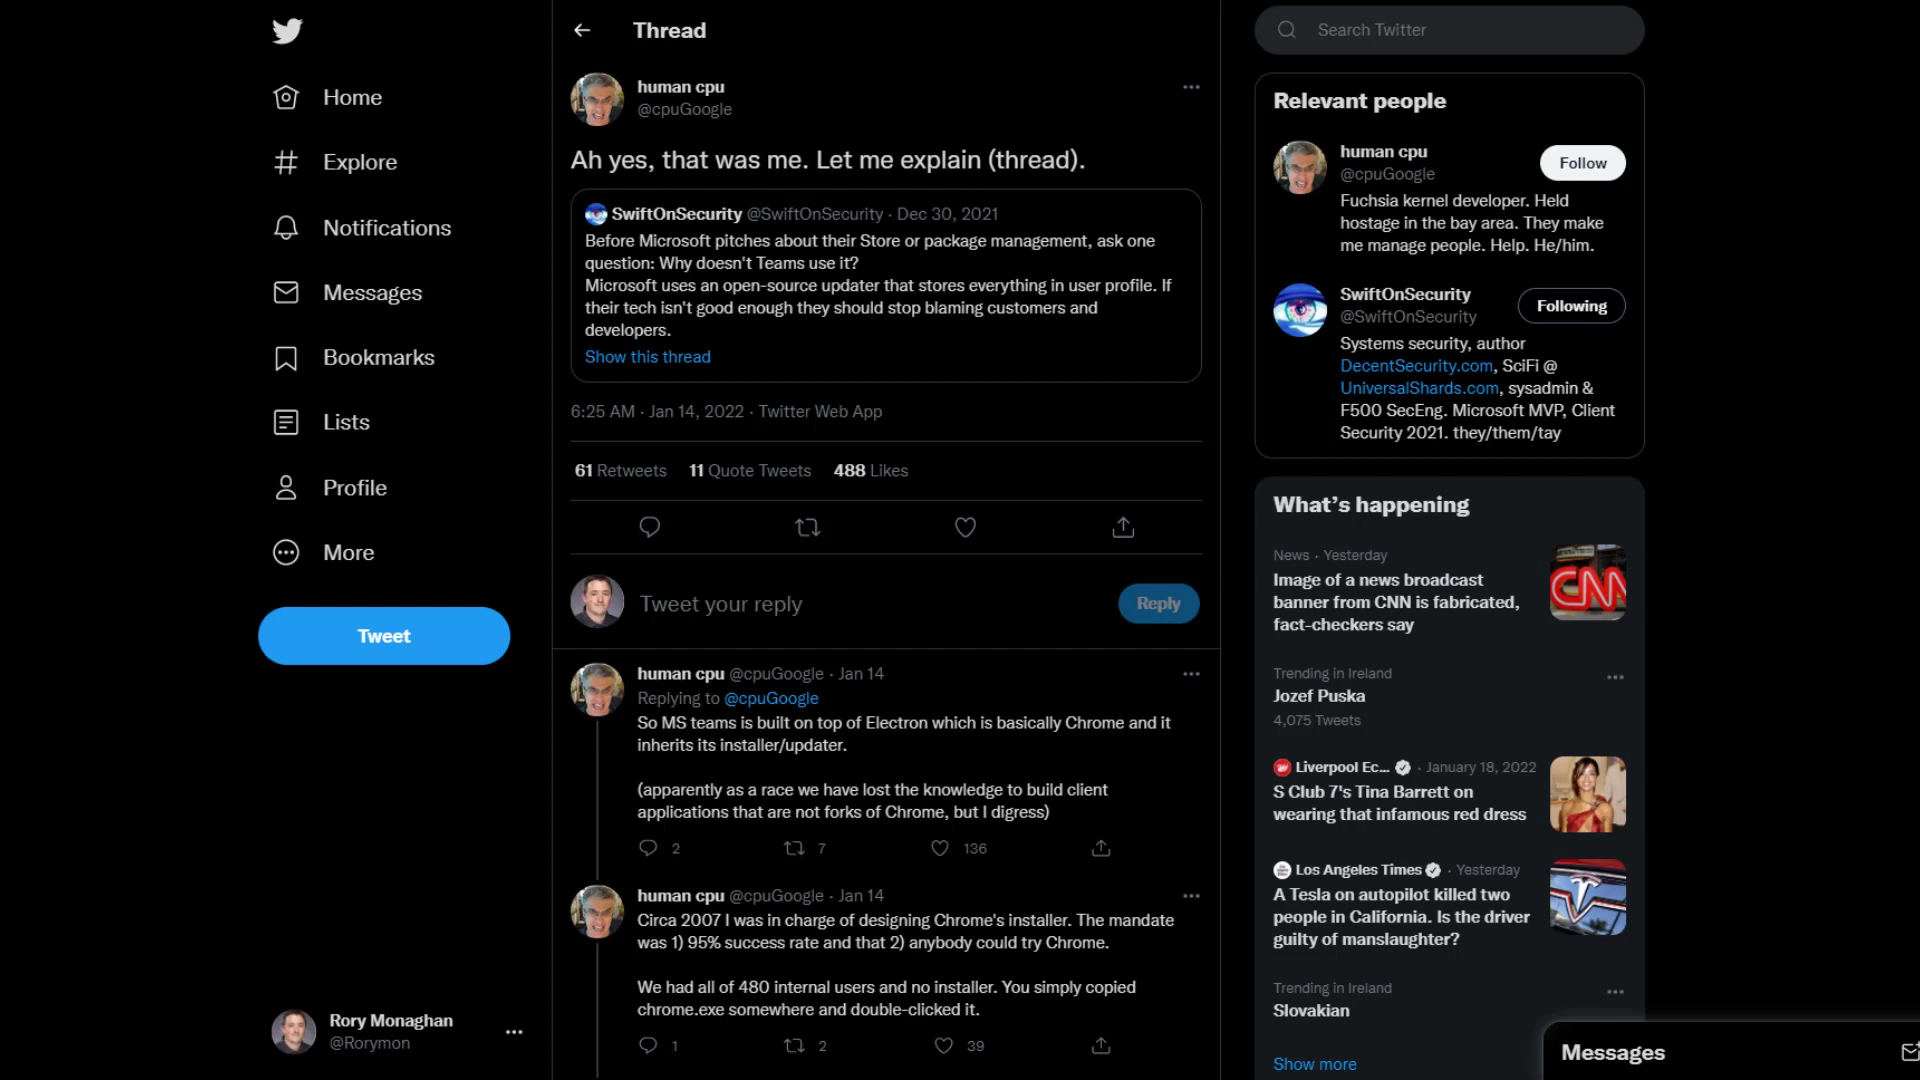 Home
Explore
Notifications
Messages
Bookmarks
Lists
Profile
More
Tweet
Rory Monaghan
@Rorymon
Thread
human cpu
@cpuGoogle
Ah yes, that was me. Let me explain (thread).
SwiftOnSecurity @SwiftOnSecurity · Dec 30, 2021
Before Microsoft pitches about their Store or package management, ask one
question: Why doesn't Teams use it?
Microsoft uses an open-source updater that stores everything in user profile. If
their tech isn't good enough they should stop blaming customers and
developers.
Show this thread
6:25 AM · Jan 14, 2022 · Twitter Web App
61 Retweets 11 Quote Tweets 488 Likes
Tweet your reply
Reply
human cpu @cpuGoogle · Jan 14
Replying to @cpuGoogle
So MS teams is built on top of Electron which is basically Chrome and it
inherits its installer/updater.
(apparently as a race we have lost the knowledge to build client
applications that are not forks of Chrome, but I digress)
2 7 136
human cpu @cpuGoogle · Jan 14
Circa 2007 I was in charge of designing Chrome's installer. The mandate
was 1) 95% success rate and that 2) anybody could try Chrome.
We had all of 480 internal users and no installer. You simply copied
chrome.exe somewhere and double-clicked it.
1 2 39
Search Twitter
Relevant people
human cpu
@cpuGoogle
Follow
Fuchsia kernel developer. Held
hostage in the bay area. They make
me manage people. Help. He/him.
SwiftOnSecurity
@SwiftOnSecurity
Following
Systems security, author
DecentSecurity.com, SciFi @
UniversalShards.com, sysadmin &
F500 SecEng. Microsoft MVP, Client
Security 2021. they/them/tay
What's happening
News · Yesterday
Image of a news broadcast
banner from CNN is fabricated,
fact-checkers say
CNN
Trending in Ireland
Jozef Puska
4,075 Tweets
Liverpool Ec... · January 18, 2022
S Club 7's Tina Barrett on
wearing that infamous red dress
Los Angeles Times · Yesterday
A Tesla on autopilot killed two
people in California. Is the driver
guilty of manslaughter?
Trending in Ireland
Slovakian
Show more
Messages